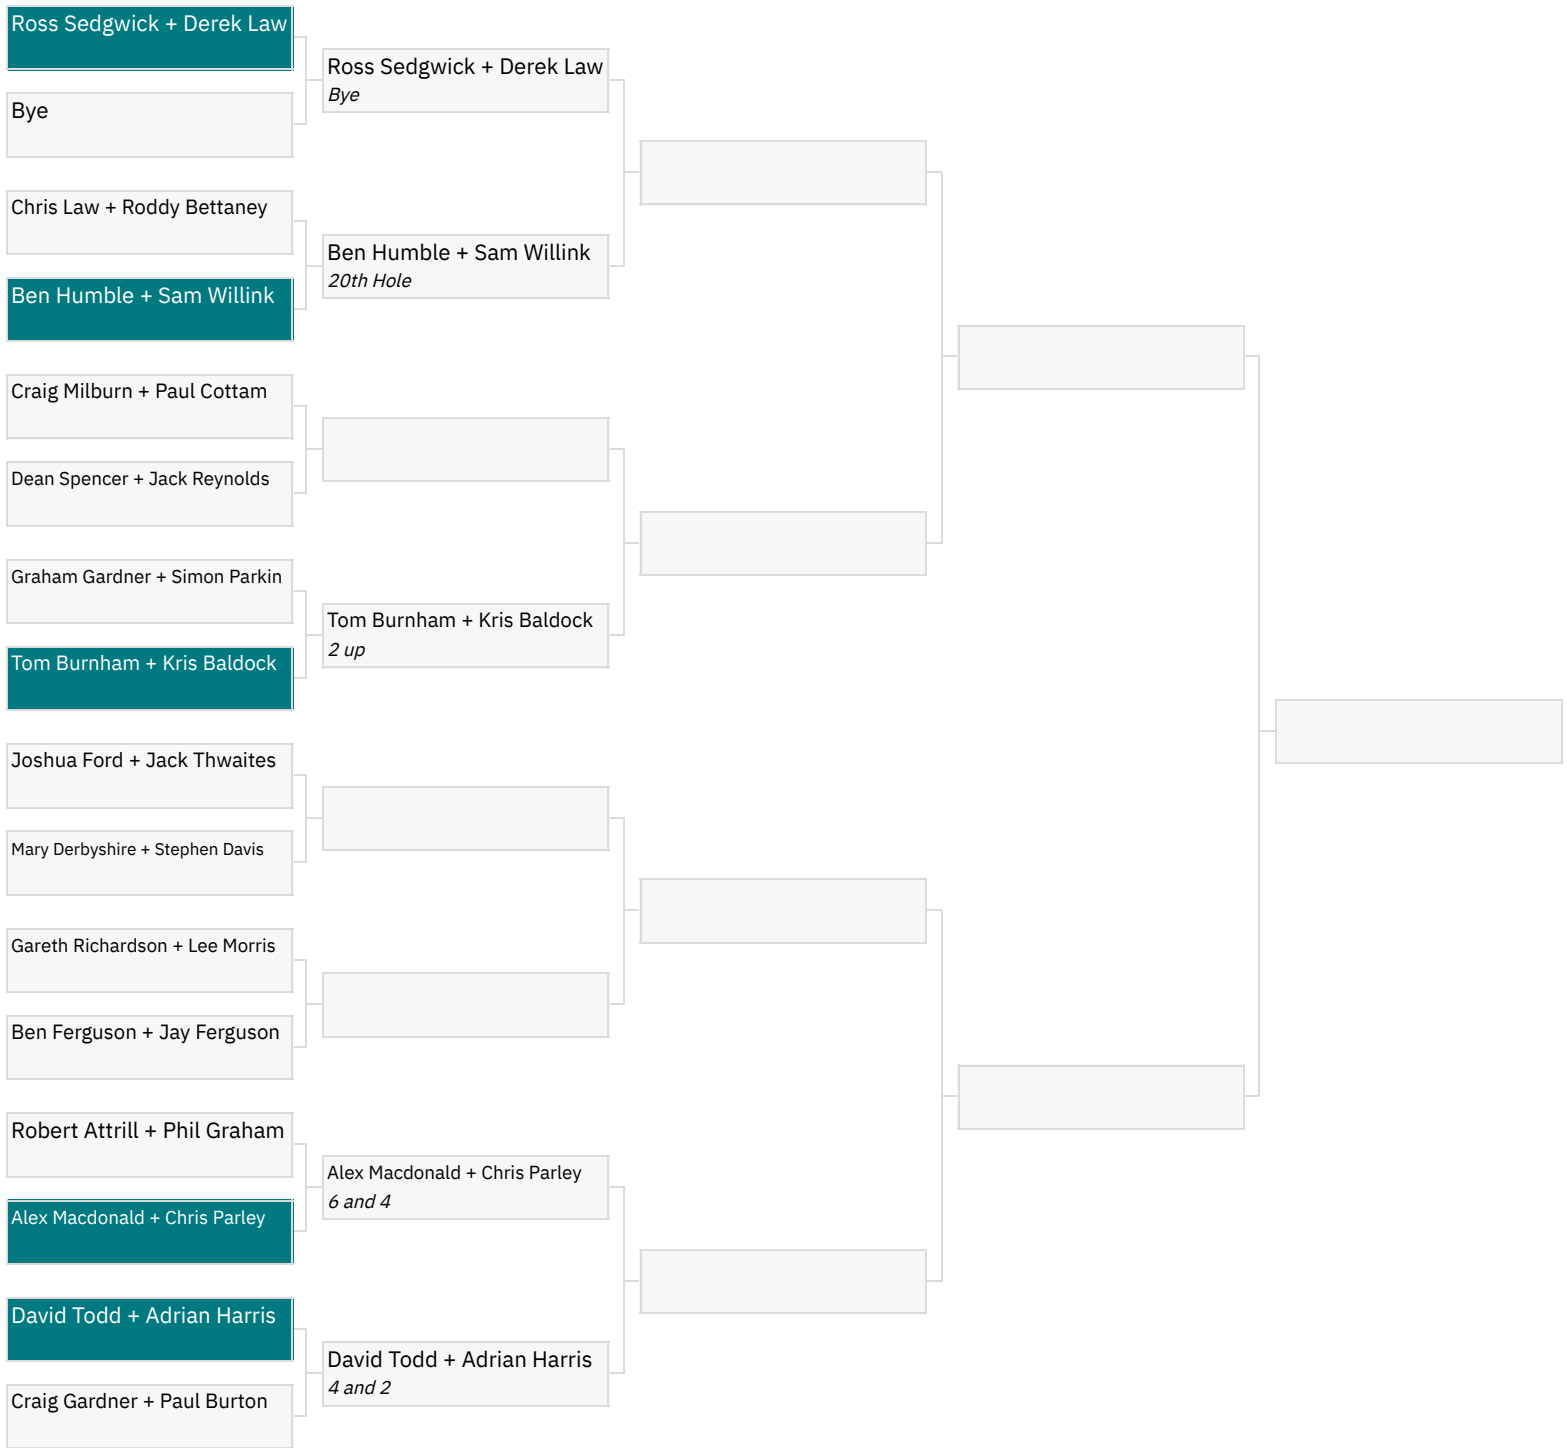 Ross Sedgwick + Derek Law
Bye
Chris Law + Roddy Bettaney
Ben Humble + Sam Willink
Craig Milburn + Paul Cottam
Dean Spencer + Jack Reynolds
Graham Gardner + Simon Parkin
Tom Burnham + Kris Baldock
Joshua Ford + Jack Thwaites
Mary Derbyshire + Stephen Davis
Gareth Richardson + Lee Morris
Ben Ferguson + Jay Ferguson
Robert Attrill + Phil Graham
Alex Macdonald + Chris Parley
David Todd + Adrian Harris
Craig Gardner + Paul Burton
Ross Sedgwick + Derek Law
Bye
Ben Humble + Sam Willink
20th Hole
Tom Burnham + Kris Baldock
2 up
Alex Macdonald + Chris Parley
6 and 4
David Todd + Adrian Harris
4 and 2